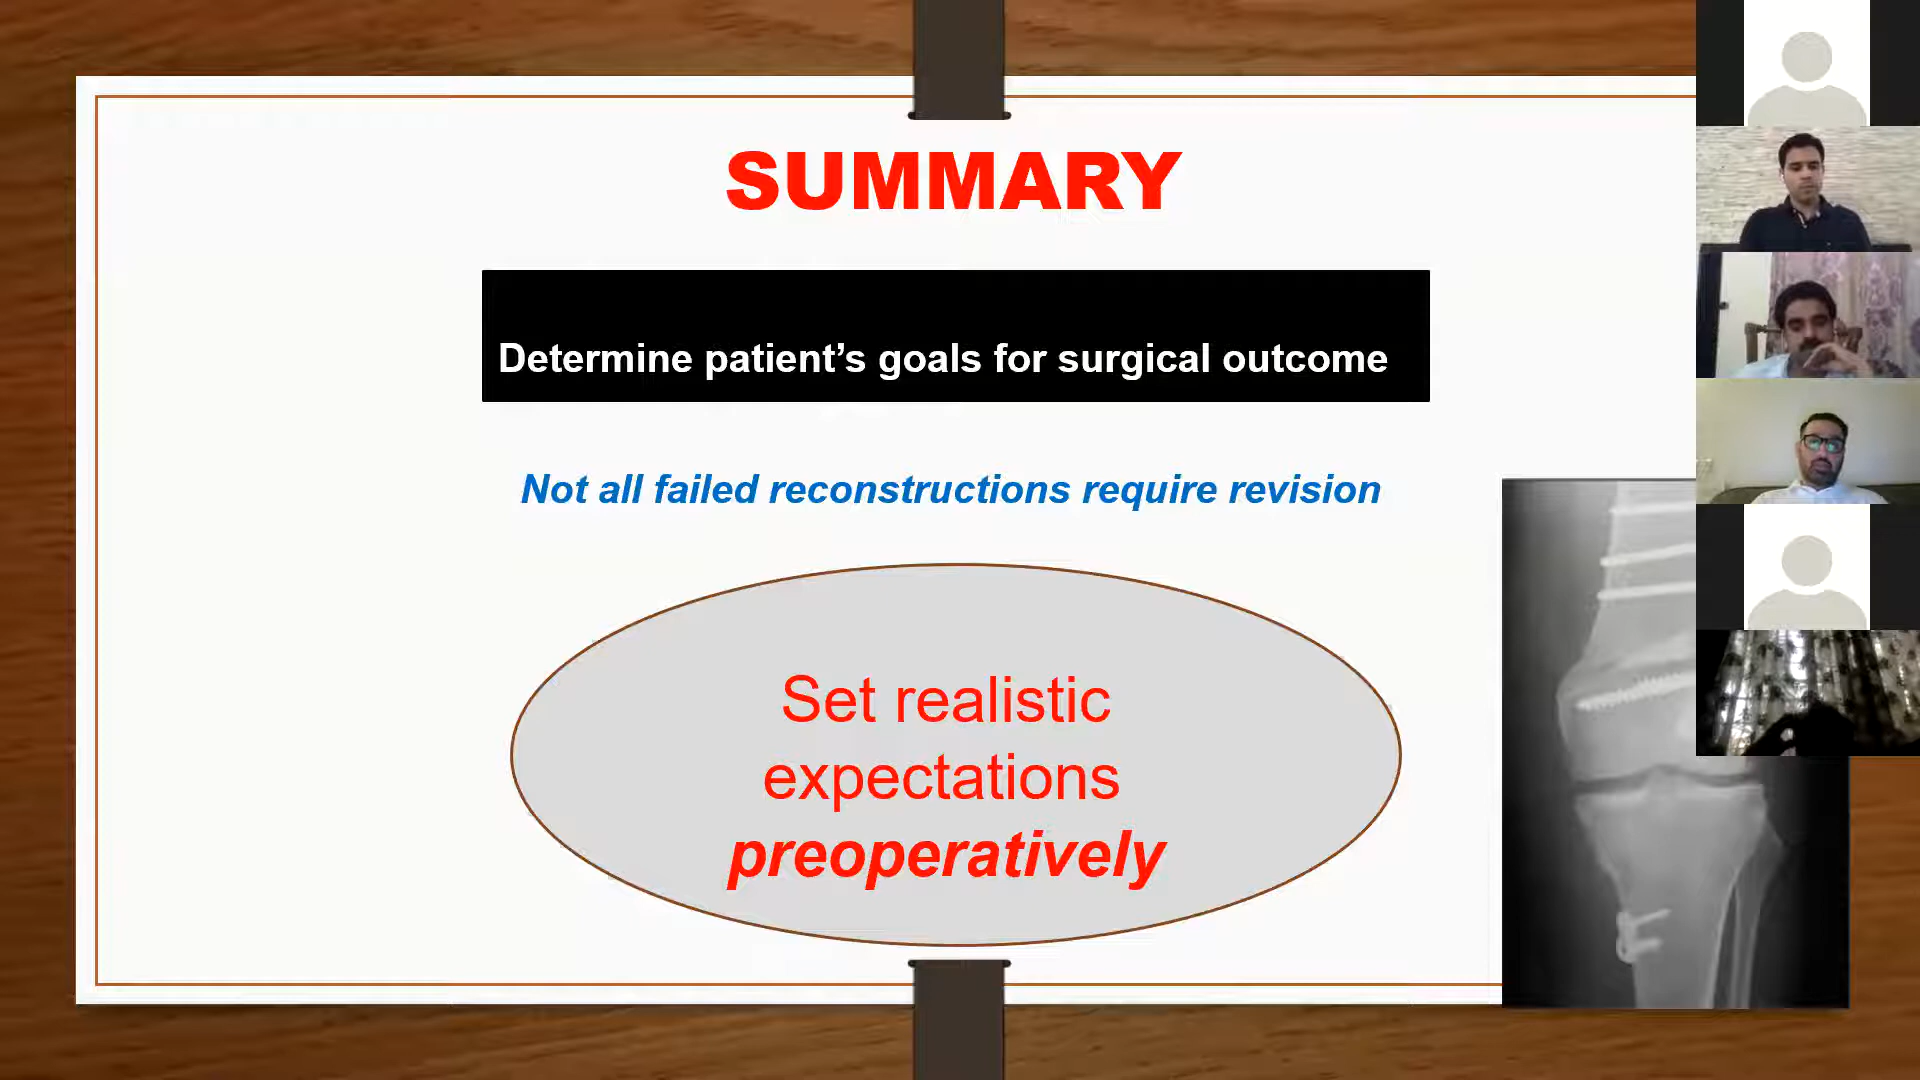 SUMMARY
Determine patient’s goals for surgical outcome
Not all failed reconstructions require revision
Set realistic
expectations
preoperatively